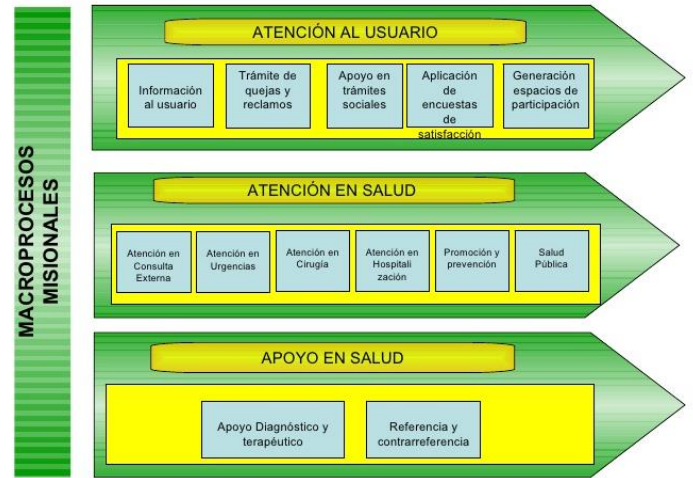 MACROPROCESOS
MISIONALES
ATENCIÓN AL USUARIO
Información
al usuario
Trámite de
quejas y
reclamos
Apoyo en
trámites
sociales
Aplicación
de
encuestas
de
satisfacción
Generación
espacios de
participación
ATENCIÓN EN SALUD
Atención en
Consulta
Externa
Atención en
Urgencias
Atención en
Cirugía
Atención en
Hospitali
zación
Promoción y
prevención
Salud
Pública
APOYO EN SALUD
Apoyo Diagnóstico y
terapéutico
Referencia y
contrarreferencia